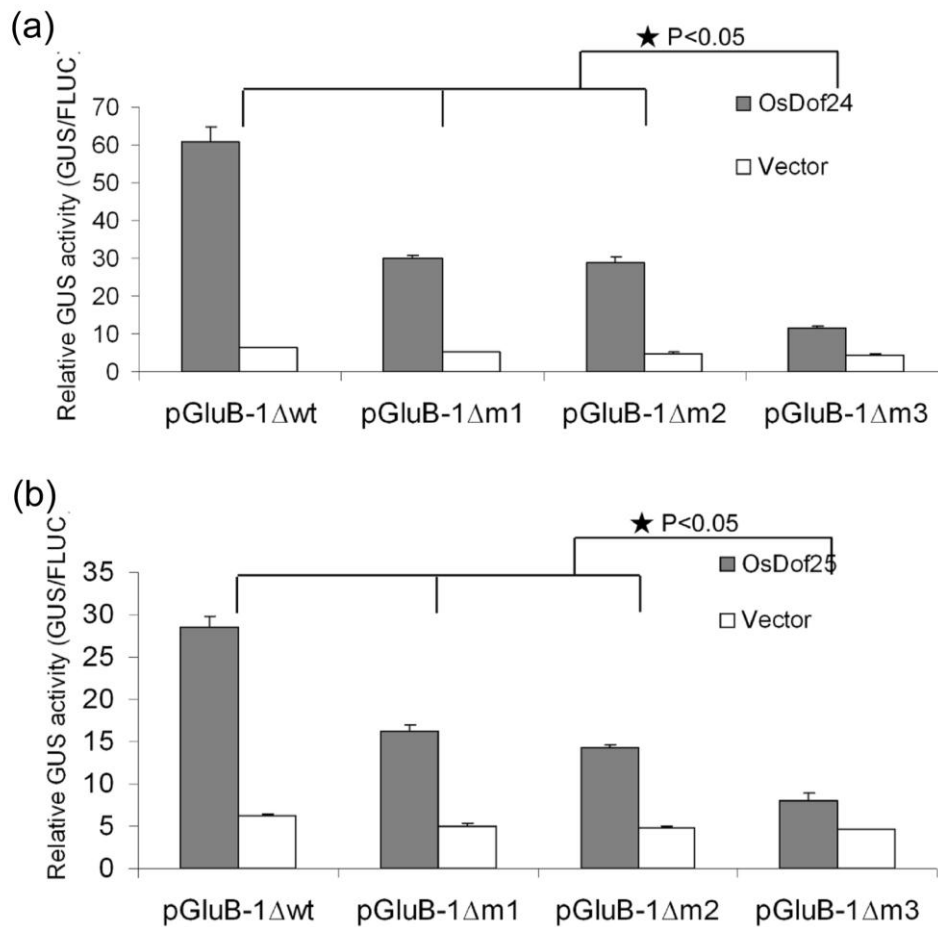 (a)
★ P<0.05
OsDof24
Vector
Relative GUS activity (GUS/FLUC)
70
60
50
40
30
20
10
0
pGluB-1Δwt pGluB-1Δm1 pGluB-1Δm2 pGluB-1Δm3
(b)
★ P<0.05
OsDof25
Vector
Relative GUS activity (GUS/FLUC)
35
30
25
20
15
10
5
0
pGluB-1Δwt pGluB-1Δm1 pGluB-1Δm2 pGluB-1Δm3